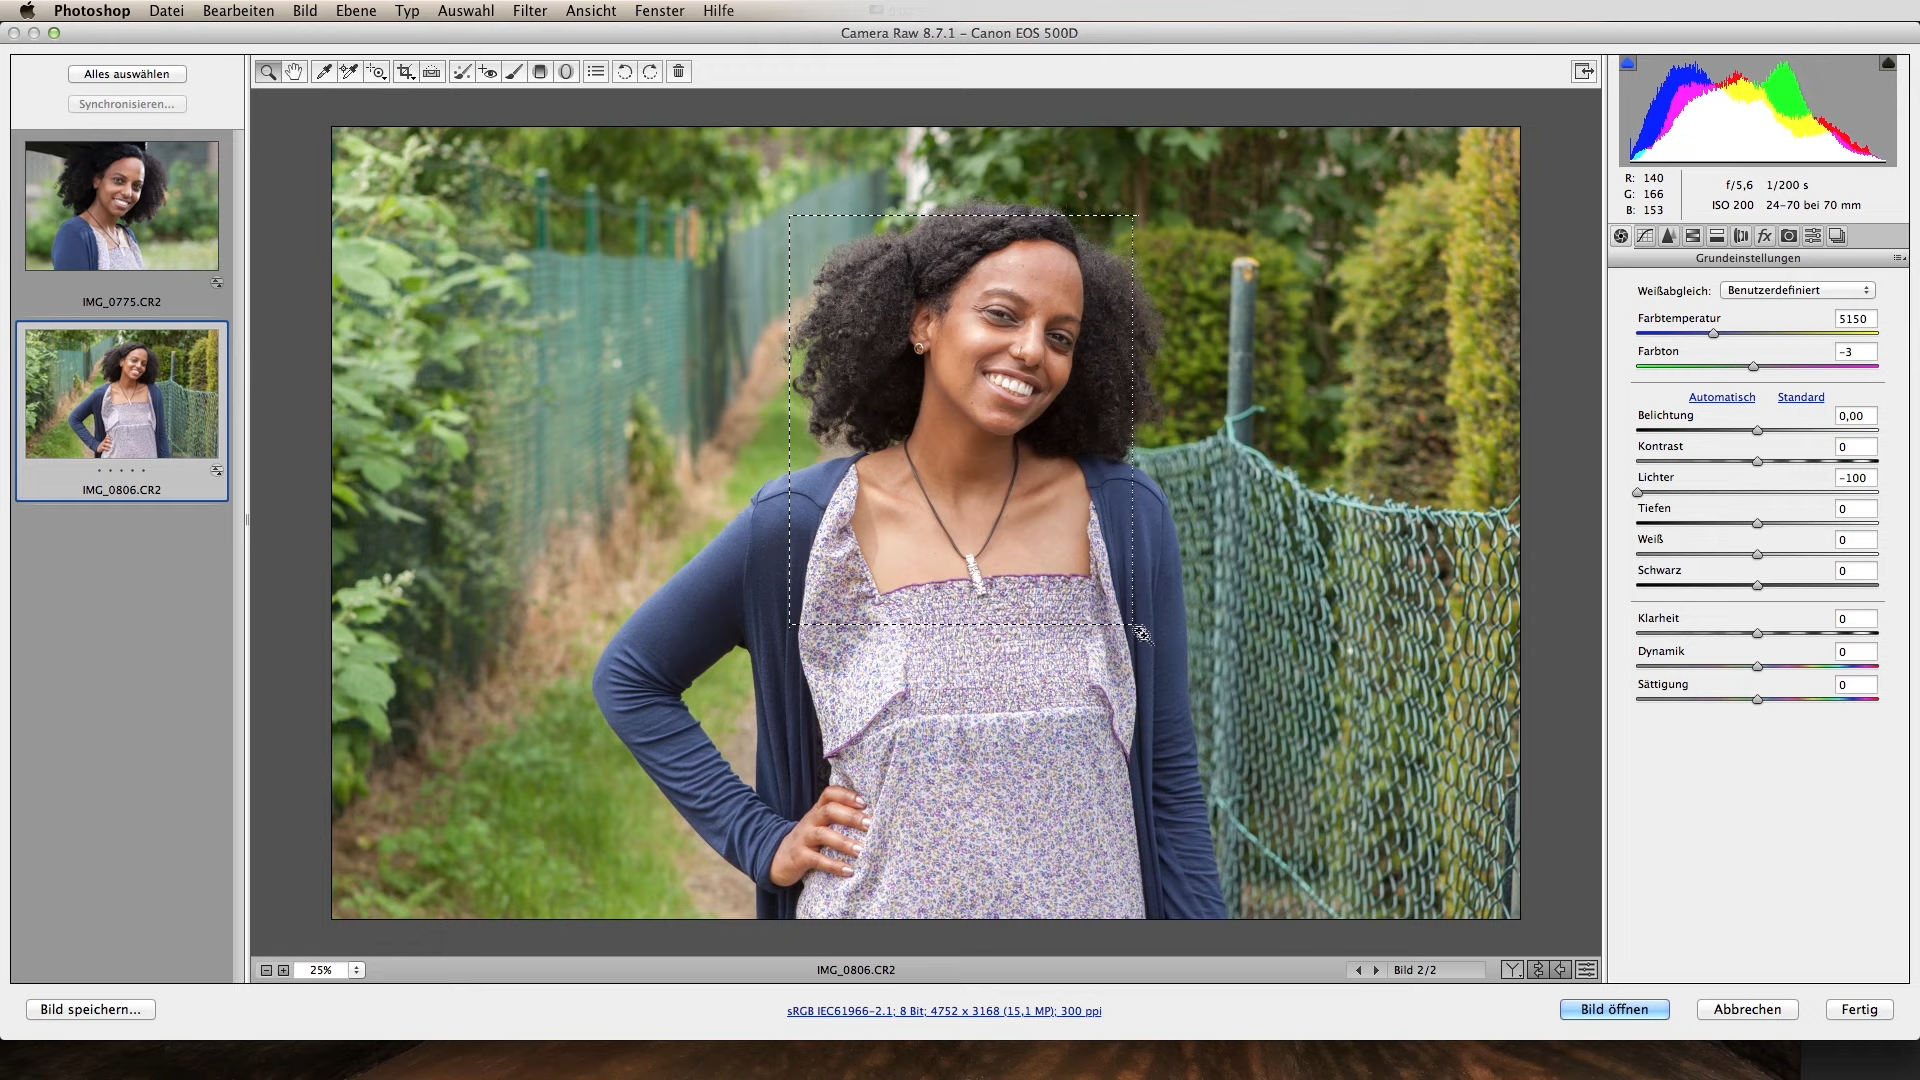 Photoshop Datei Bearbeiten Bild Ebene Typ Auswahl Filter Ansicht Fenster Hilfe
Camera Raw 8.7.1 – Canon EOS 500D
Alles auswählen
Synchronisieren...
IMG_0775.CR2
IMG_0806.CR2
R: 140
G: 166
B: 153
f/5,6 1/200 s
ISO 200 24–70 bei 70 mm
fx
Grundeinstellungen
Weißabgleich: Benutzerdefiniert
Farbtemperatur 5150
Farbton –3
Automatisch Standard
Belichtung 0,00
Kontrast 0
Lichter –100
Tiefen 0
Weiß 0
Schwarz 0
Klarheit 0
Dynamik 0
Sättigung 0
25% IMG_0806.CR2 Bild 2/2 Y
Bild speichern... sRGB IEC61966–2.1; 8 Bit; 4752 x 3168 (15,1 MP); 300 ppi Bild öffnen Abbrechen Fertig